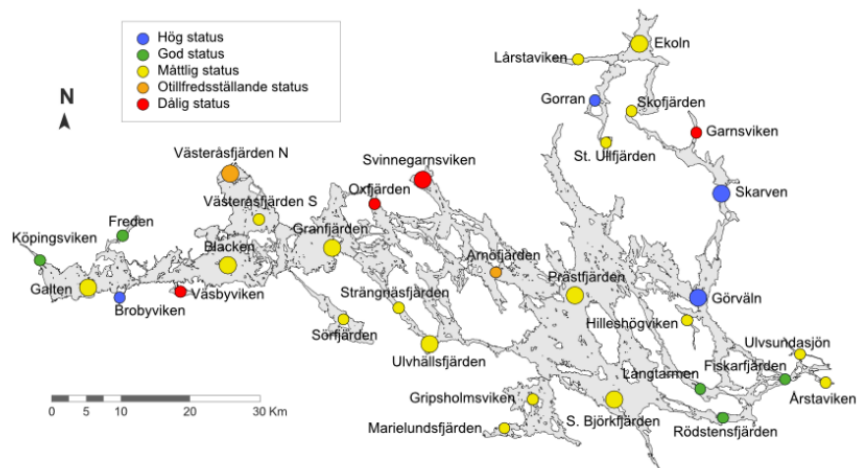 Hög status
God status
Måttlig status
Otillfredsställande status
Dålig status
N
Ekoln
Lårstaviken
Gorran
Skofjärden
Garnsviken
St. Ullfjärden
Västeråsfjärden N
Svinnegarnsviken
Oxfjärden
Skarven
Västeråsfjärden S
Freden
Granfjärden
Köpingsviken
Blacken
Arnöfjärden
Prästfjärden
Galten
Brobyviken
Väsbyviken
Strängnäsfjärden
Görväln
Sörfjärden
Hilleshögviken
Ulvsundasjön
Ulvhällsfjärden
Långtarmen
Fiskarfjärden
Årstaviken
Gripsholmsviken
S. Björkfjärden
Marielundsfjärden
Rödstensfjärden
0 5 10 20 30 Km